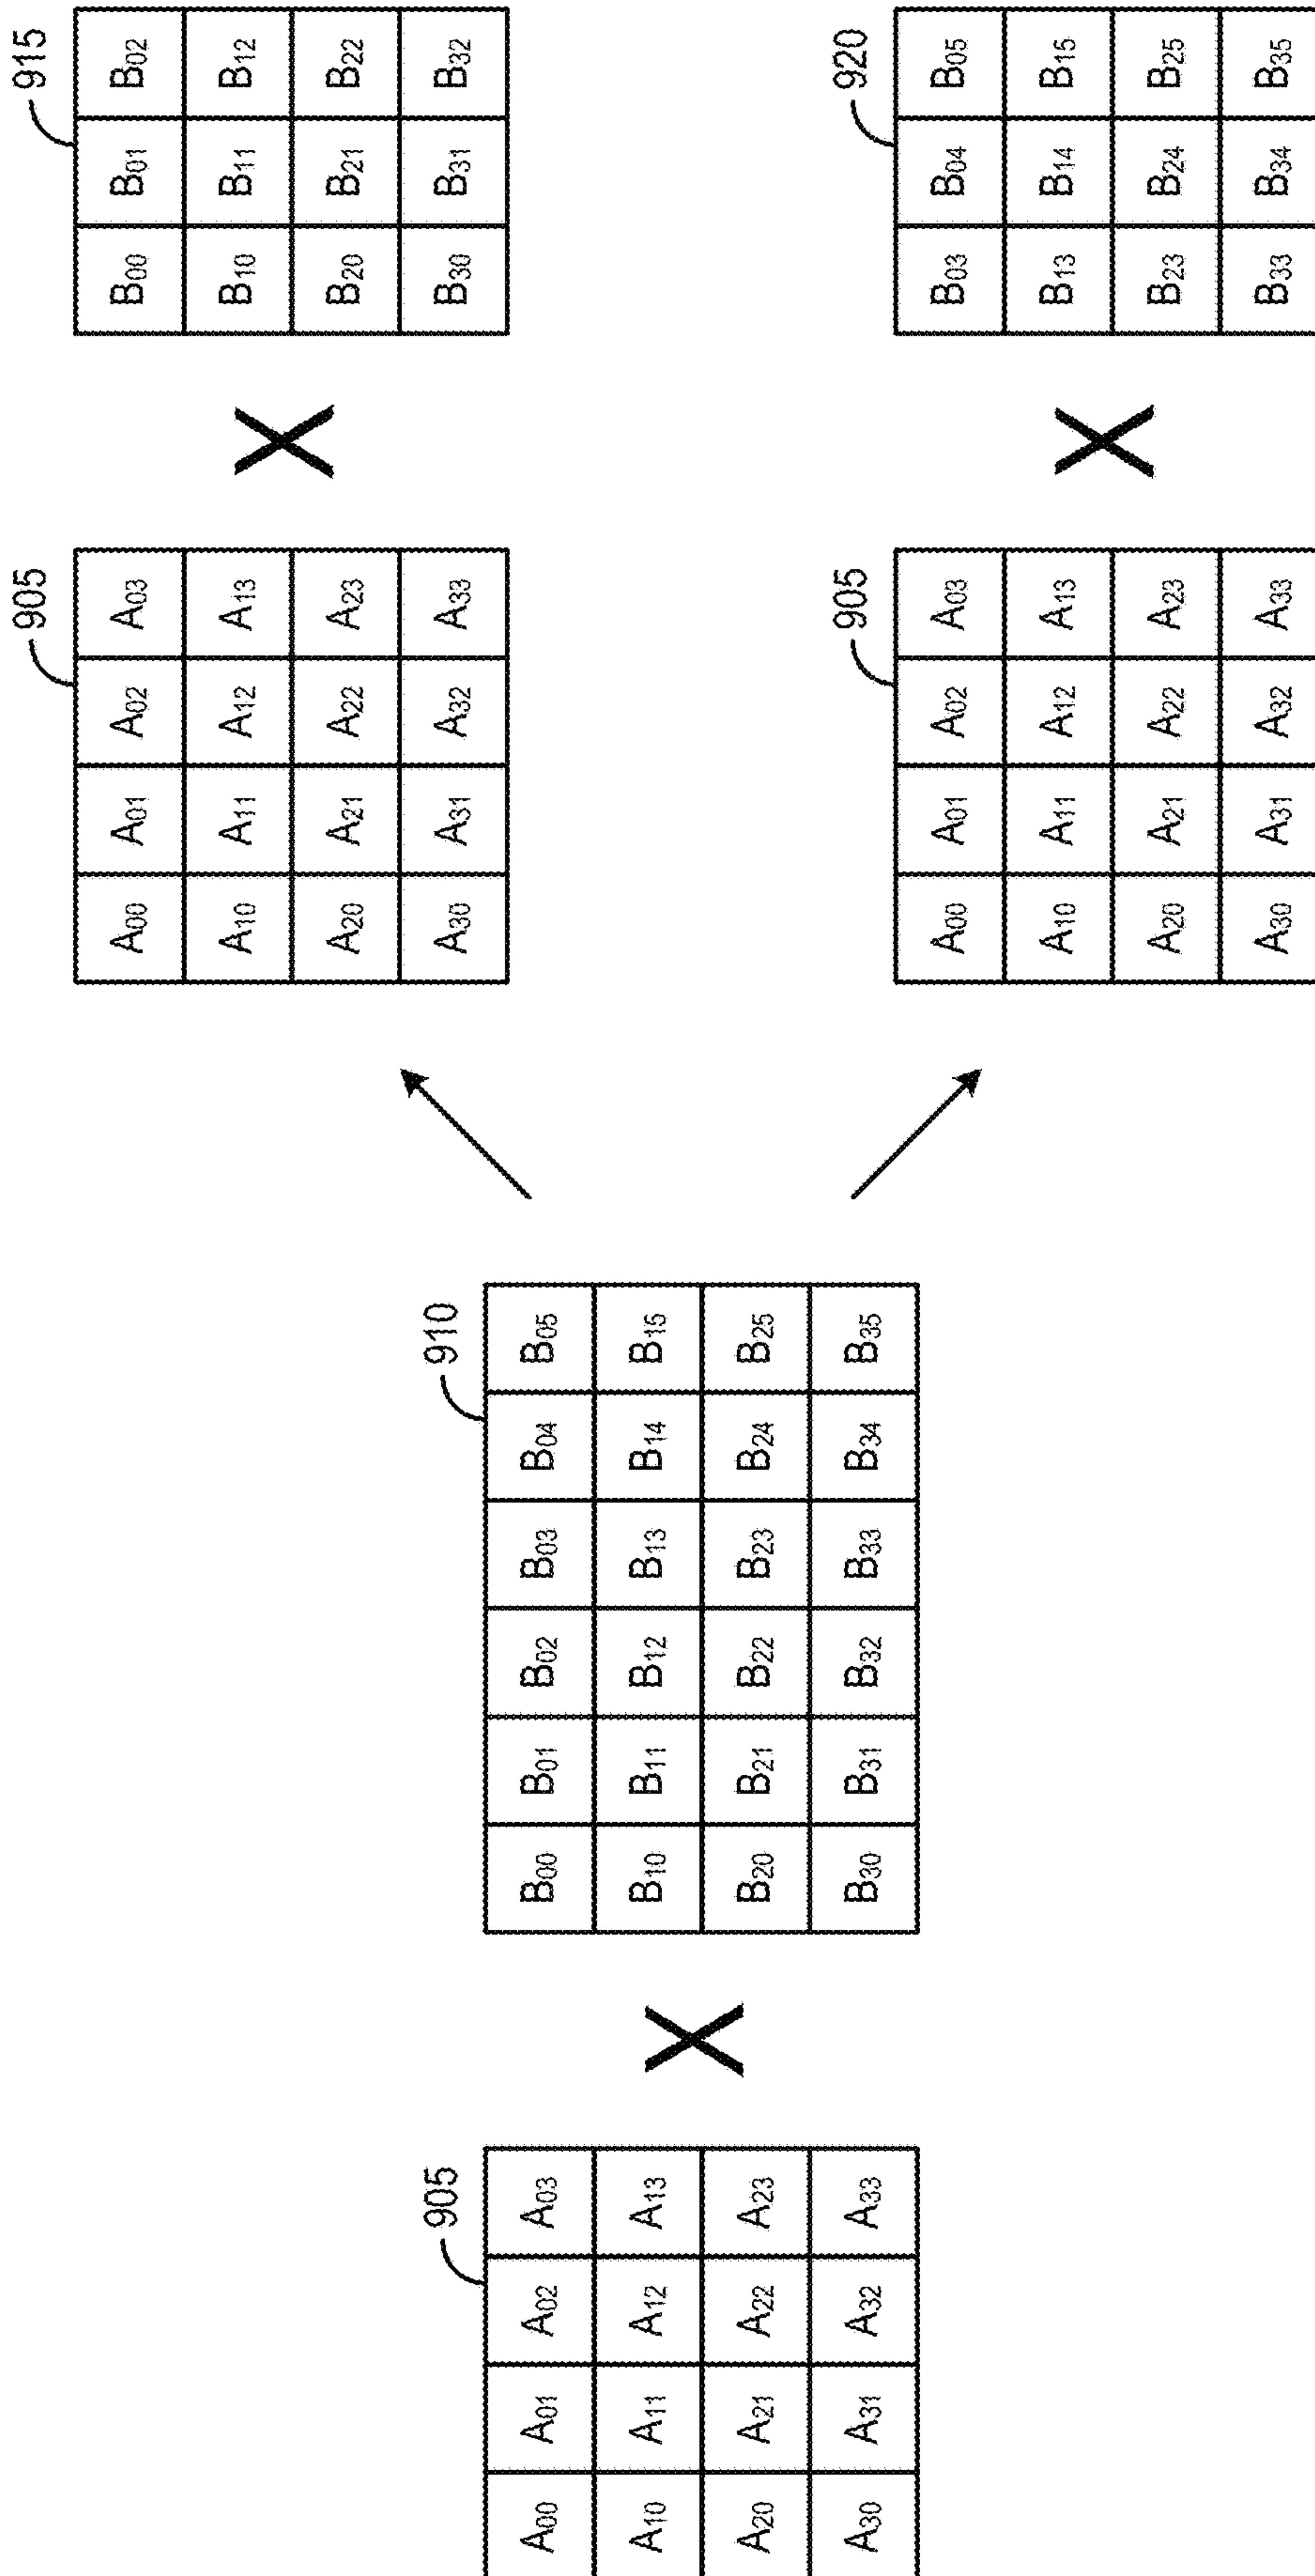 905
A00 A01 A02 A03
A10 A11 A12 A13
A20 A21 A22 A23
A30 A31 A32 A33
X
910
B00 B01 B02 B03 B04 B05
B10 B11 B12 B13 B14 B15
B20 B21 B22 B23 B24 B25
B30 B31 B32 B33 B34 B35
905
A00 A01 A02 A03
A10 A11 A12 A13
A20 A21 A22 A23
A30 A31 A32 A33
X
915
B00 B01 B02
B10 B11 B12
B20 B21 B22
B30 B31 B32
905
A00 A01 A02 A03
A10 A11 A12 A13
A20 A21 A22 A23
A30 A31 A32 A33
X
920
B03 B04 B05
B13 B14 B15
B23 B24 B25
B33 B34 B35